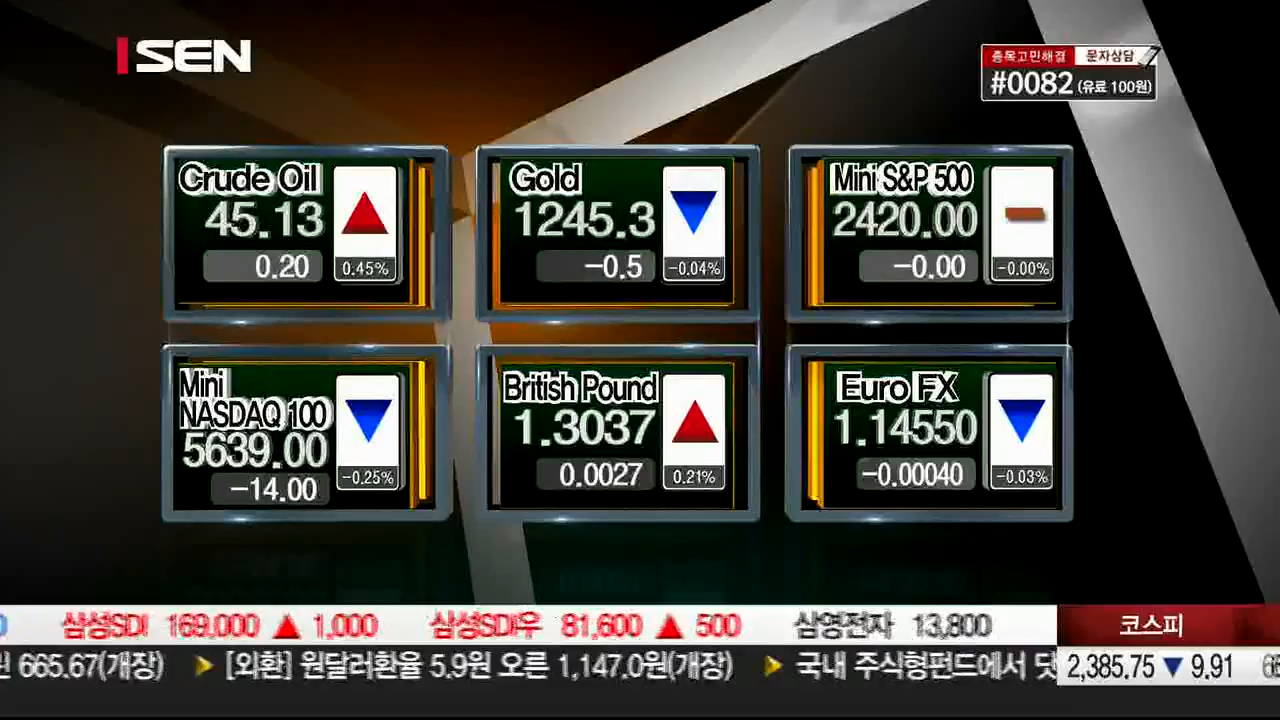 SEN
종목고민해결 문자상담
#0082 (유료 100원)
Crude Oil
45.13
0.20
0.45%
Gold
1245.3
-0.5
-0.04%
Mini S&P 500
2420.00
-0.00
-0.00%
Mini
NASDAQ 100
5639.00
-14.00
-0.25%
British Pound
1.3037
0.0027
0.21%
Euro FX
1.14550
-0.00040
-0.03%
삼성SDI 169,000 ▲ 1,000 삼성SDI우 81,600 ▲ 500 삼영전자 13,800
코스피
665.67(개장) ▶ [외환] 원달러환율 5.9원 오른 1,147.0원(개장) ▶ 국내 주식형펀드에서
2,385.75 ▼ 9.91